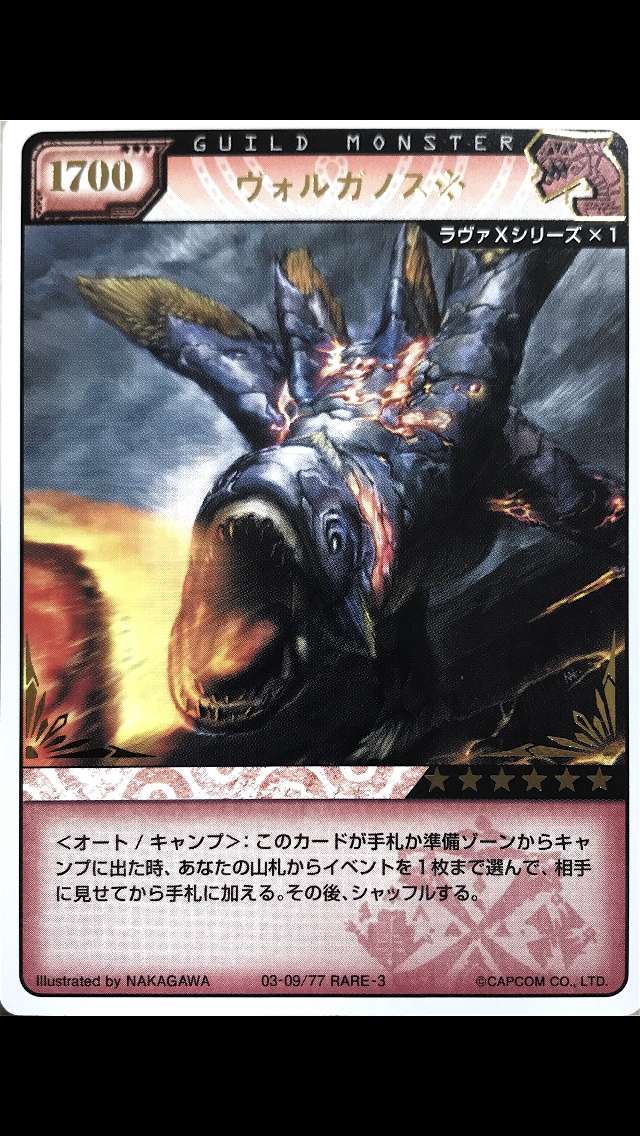 GUILD MONSTER
1700
ヴォルガノス※
ラヴァXシリーズ×1
★★★★★★
<オート / キャンプ>:このカードが手札か準備ゾーンからキャ
ンプに出た時、あなたの山札からイベントを1枚まで選んで、相手
に見せてから手札に加える。その後、シャッフルする。
Illustrated by NAKAGAWA 03-09/77 RARE-3 ©CAPCOM CO., LTD.